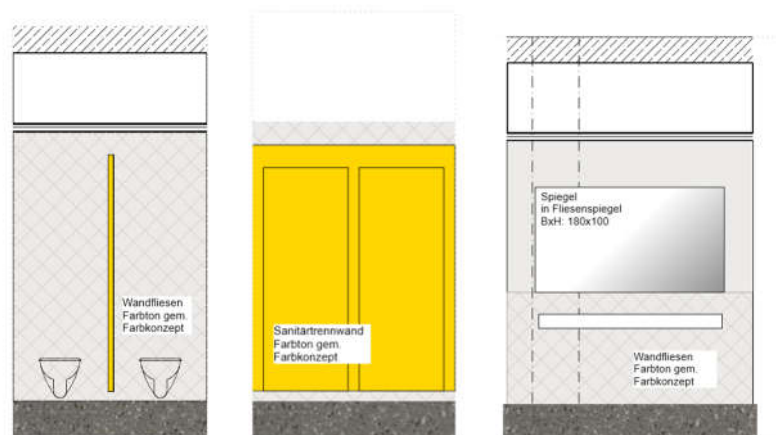 Wandfliesen
Farbton gem.
Farbkonzept
Sanitärtrennwand
Farbton gem.
Farbkonzept
Spiegel
in Fliesenspiegel
BxH: 180x100
Wandfliesen
Farbton gem.
Farbkonzept